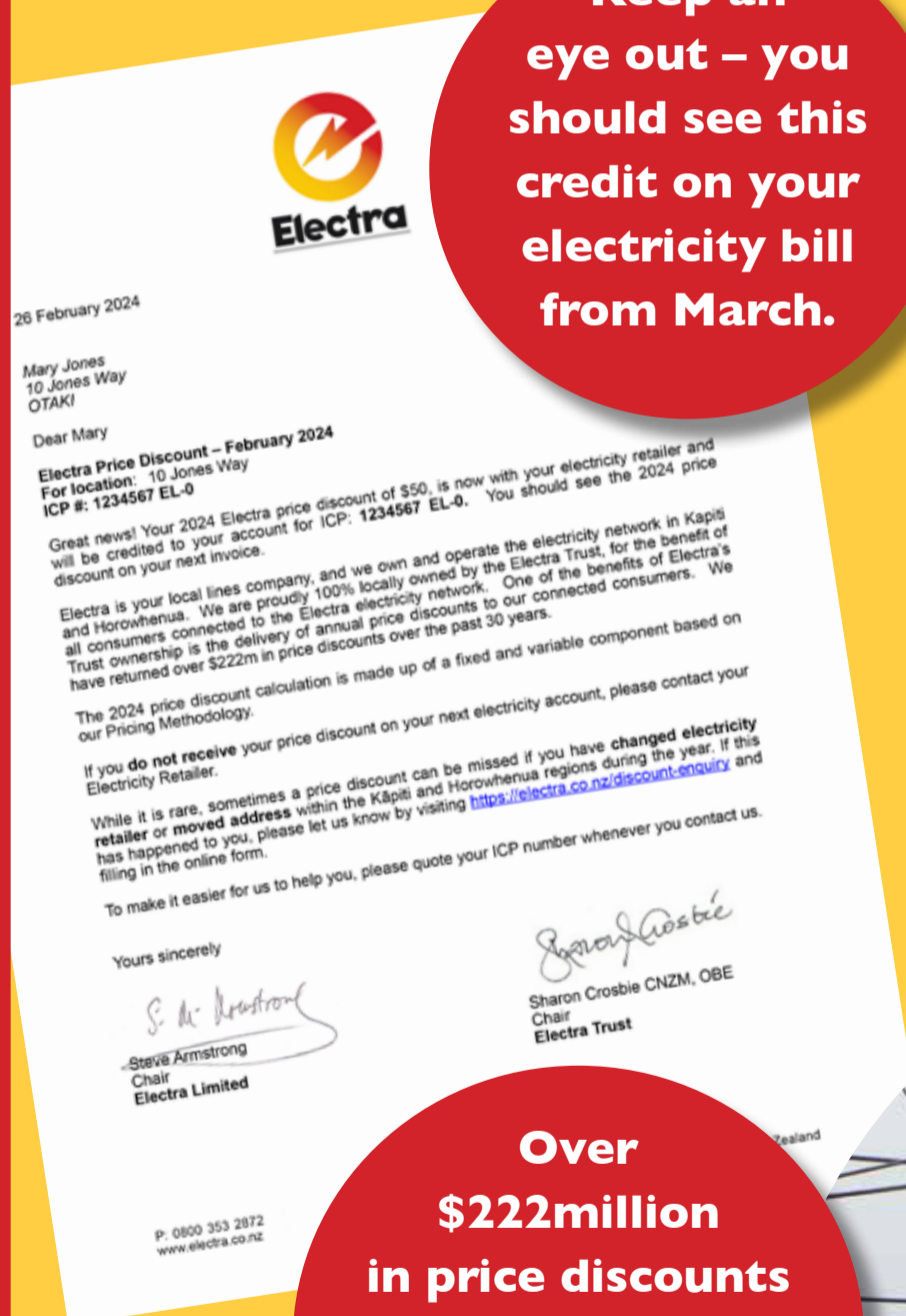 Keep an
eye out – you
should see this
credit on your
electricity bill
from March.
Electra
26 February 2024
Mary Jones
10 Jones Way
OTAKI
Dear Mary
Electra Price Discount – February 2024
For location: 10 Jones Way
ICP #: 1234567 EL-0
Great news! Your 2024 Electra price discount of $50, is now with your electricity retailer and
will be credited to your account for ICP: 1234567 EL-0. You should see the 2024 price
discount on your next invoice.
Electra is your local lines company, and we own and operate the electricity network in Kapiti
and Horowhenua. We are proudly 100% locally owned by the Electra Trust, for the benefit of
all consumers connected to the Electra electricity network. One of the benefits of Electra's
Trust ownership is the delivery of annual price discounts to our connected consumers. We
have returned over $222m in price discounts over the past 30 years.
The 2024 price discount calculation is made up of a fixed and variable component based on
our Pricing Methodology.
If you do not receive your price discount on your next electricity account, please contact your
Electricity Retailer.
While it is rare, sometimes a price discount can be missed if you have changed electricity
retailer or moved address within the Kāpiti and Horowhenua regions during the year. If this
has happened to you, please let us know by visiting https://electra.co.nz/discount-enquiry and
filling in the online form.
To make it easier for us to help you, please quote your ICP number whenever you contact us.
Yours sincerely
Steve Armstrong
Chair
Electra Limited
Sharon Crosbie
Sharon Crosbie CNZM, OBE
Chair
Electra Trust
Zealand
P: 0800 353 2872
www.electra.co.nz
Over
$222million
in price discounts